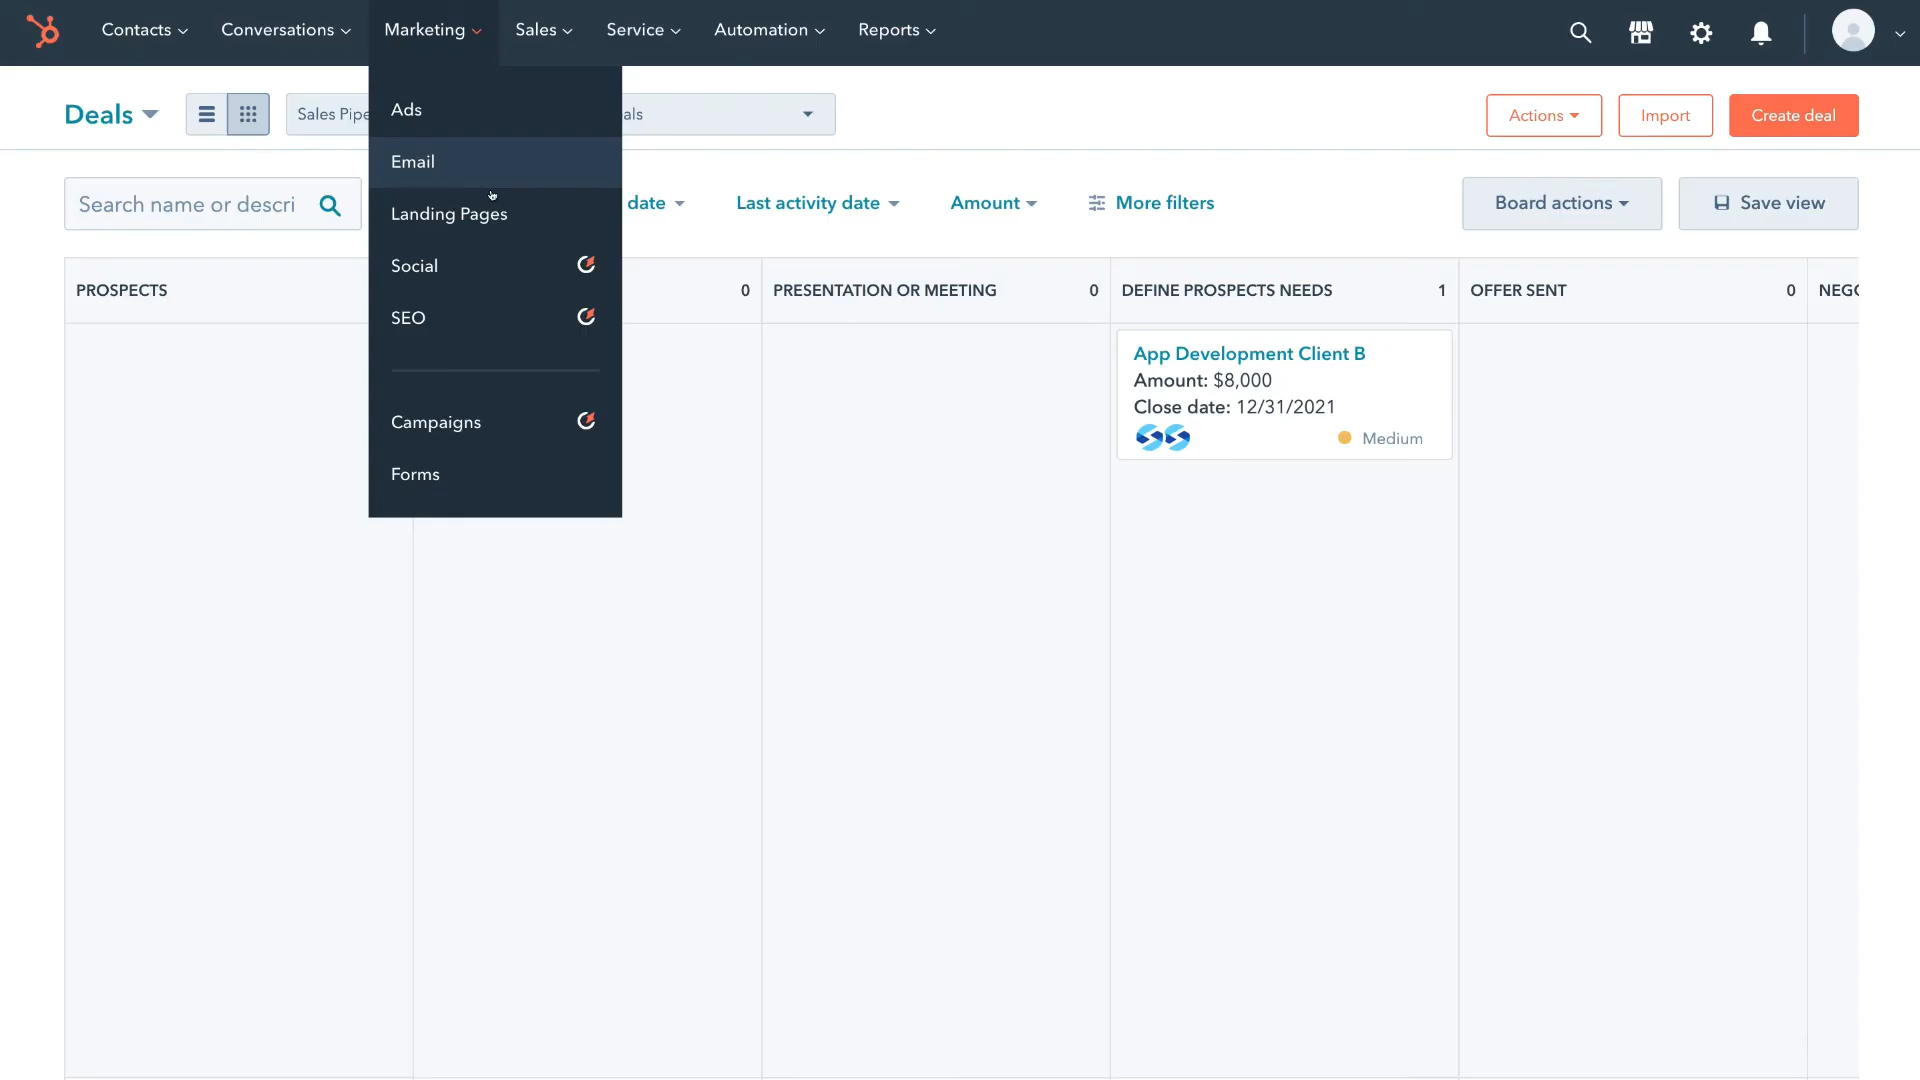 Contacts Conversations Marketing Sales Service Automation Reports
Deals Sales Pipe als Actions Import Create deal
Ads
Email
Landing Pages
Social
SEO
Campaigns
Forms
Search name or descri date Last activity date Amount More filters Board actions Save view
PROSPECTS 0 PRESENTATION OR MEETING 0 DEFINE PROSPECTS NEEDS 1 OFFER SENT 0 NEGO
App Development Client B
Amount: $8,000
Close date: 12/31/2021
Medium